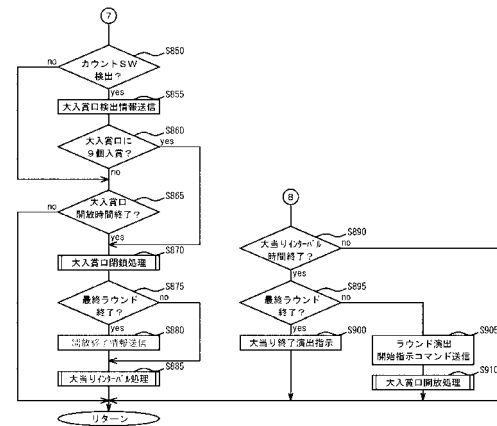 7
S850
カウントSW
検出?
no
yes
S855
大入賞口検出情報送信
S860
大入賞口に
9個入賞?
yes
no
S865
大入賞口
開放時間終了?
no
yes
S870
大入賞口閉鎖処理
S875
最終ラウンド
終了?
no
yes
S880
開放終了情報送信
S885
大当りインターバル処理
リターン
8
S890
大当りインターバル
時間終了?
no
yes
S895
最終ラウンド
終了?
no
yes
S900
大当り終了演出指示
S905
ラウンド演出
開始指示コマンド送信
S910
大入賞口開放処理